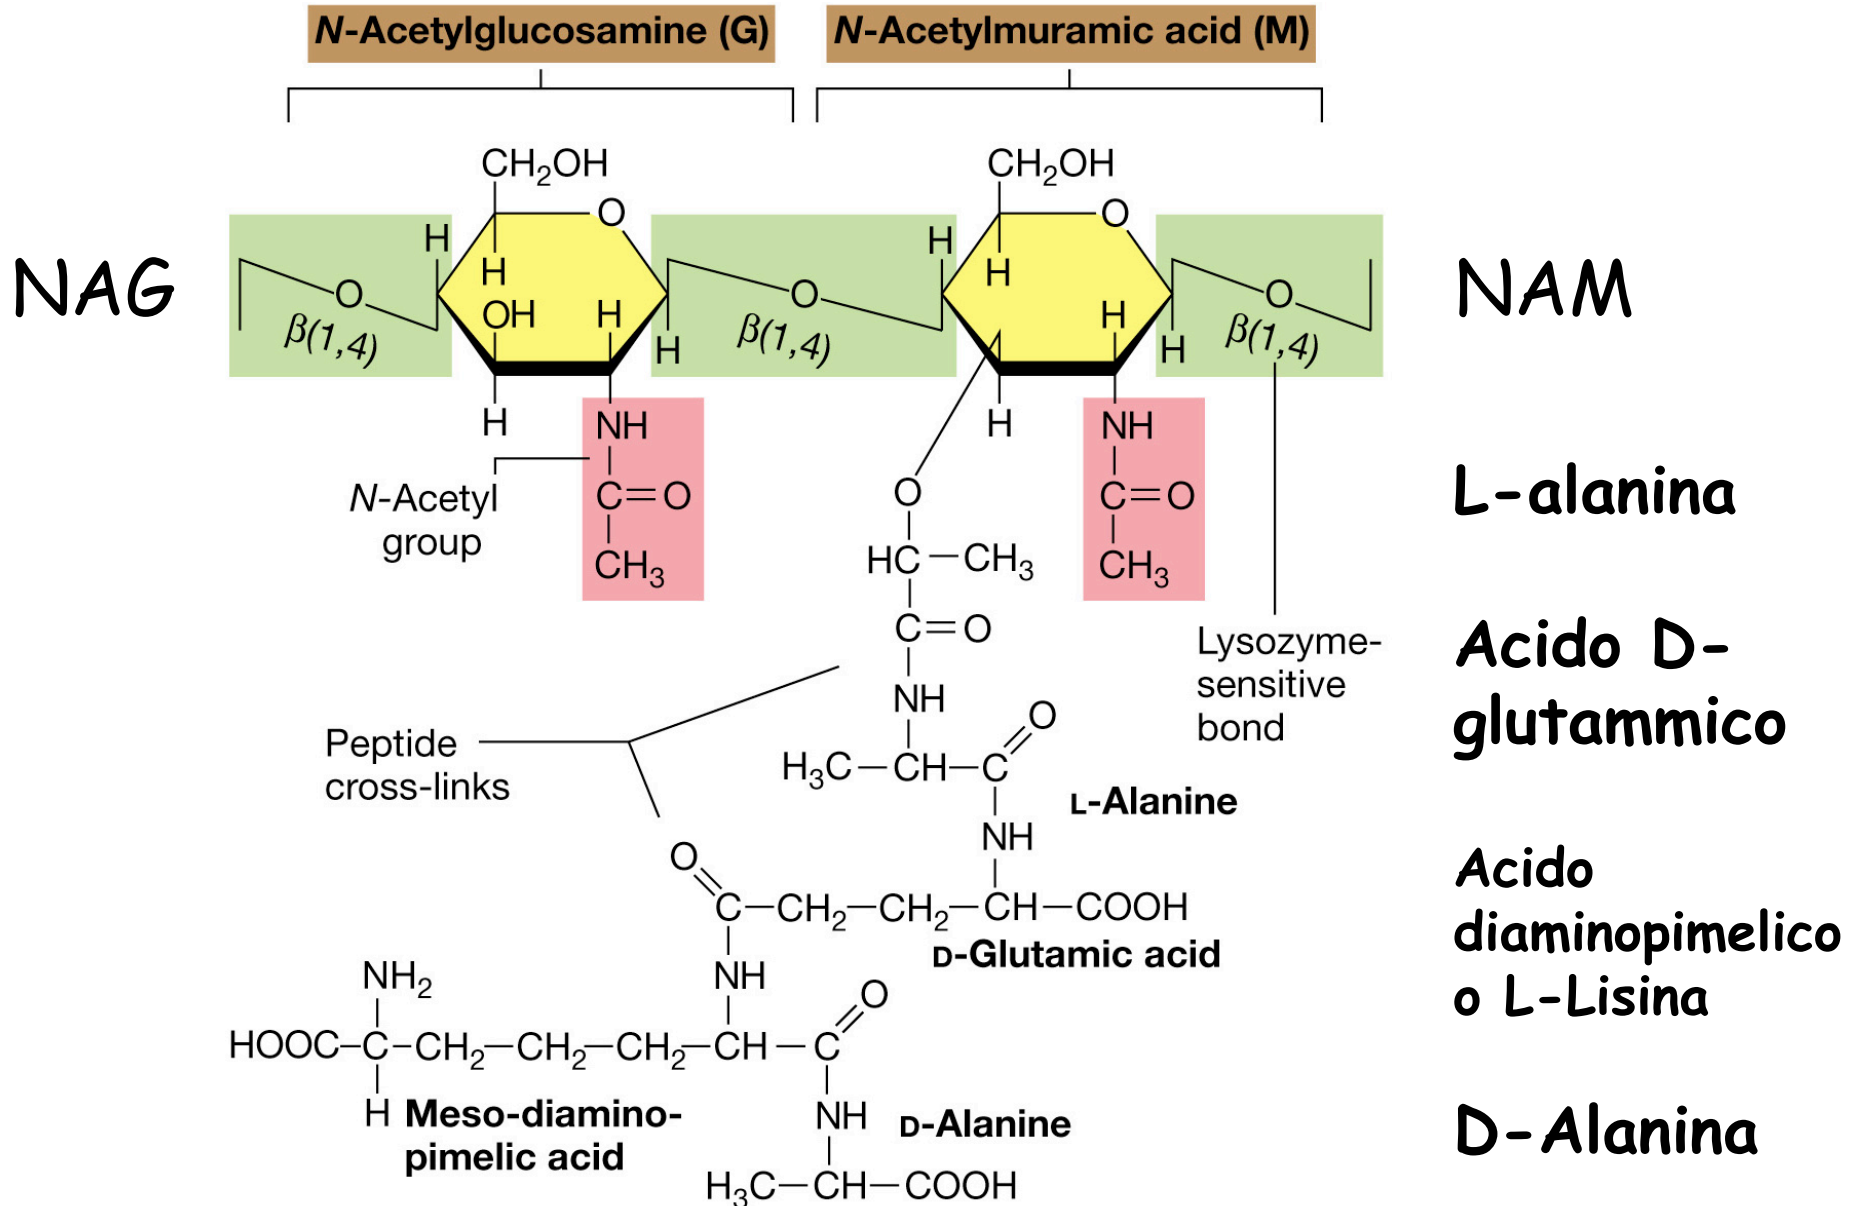 N-Acetylglucosamine (G)
N-Acetylmuramic acid (M)
CH₂OH
CH₂OH
O
O
H
H
H
H
NAG
O
β(1,4)
OH
H
H
O
β(1,4)
H
H
O
β(1,4)
NAM
H
NH
H
NH
N-Acetyl
group
C=O
CH₃
O
C=O
CH₃
L-alanina
HC–CH₃
C=O
Lysozyme-
sensitive
bond
Acido D-
glutammico
NH
O
Peptide
cross-links
H₃C–CH–C
L-Alanine
NH
O
C–CH₂–CH₂–CH–COOH
D-Glutamic acid
Acido
diaminopimelico
o L-Lisina
NH₂
NH
O
HOOC–C–CH₂–CH₂–CH₂–CH–C
H
Meso-diamino-
pimelic acid
NH
D-Alanine
D-Alanina
H₃C–CH–COOH